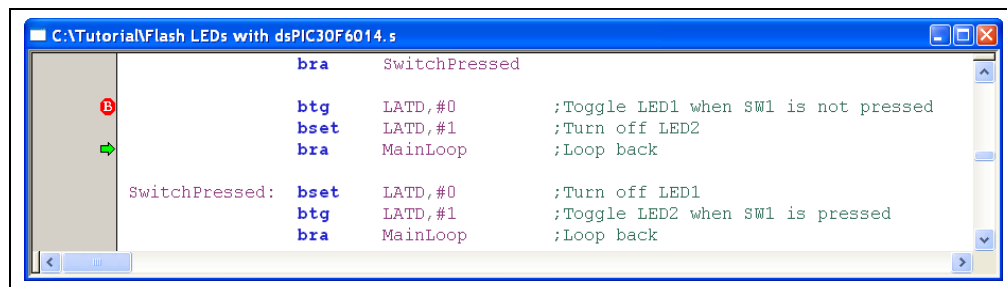 C:\Tutorial\Flash LEDs with dsPIC30F6014.s
bra SwitchPressed
B btg LATD,#0 ;Toggle LED1 when SW1 is not pressed
bset LATD,#1 ;Turn off LED2
bra MainLoop ;Loop back
SwitchPressed: bset LATD,#0 ;Turn off LED1
btg LATD,#1 ;Toggle LED2 when SW1 is pressed
bra MainLoop ;Loop back